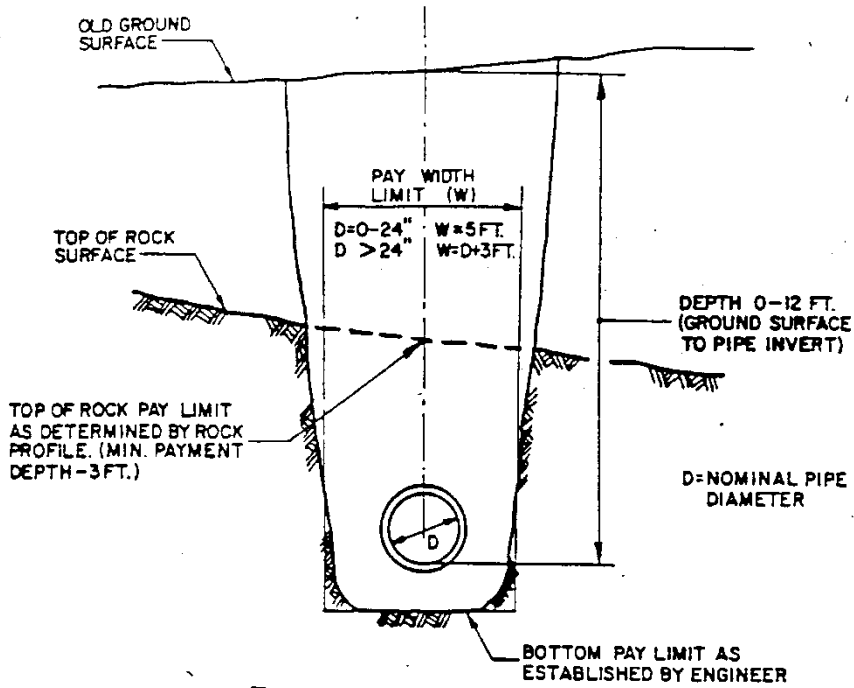 OLD GROUND
SURFACE
PAY WIDTH
LIMIT (W)
D=0-24" W=5FT.
D >24" W=D+3FT.
TOP OF ROCK
SURFACE
DEPTH 0-12 FT.
(GROUND SURFACE
TO PIPE INVERT)
TOP OF ROCK PAY LIMIT
AS DETERMINED BY ROCK
PROFILE. (MIN. PAYMENT
DEPTH-3FT.)
D=NOMINAL PIPE
DIAMETER
D
BOTTOM PAY LIMIT AS
ESTABLISHED BY ENGINEER